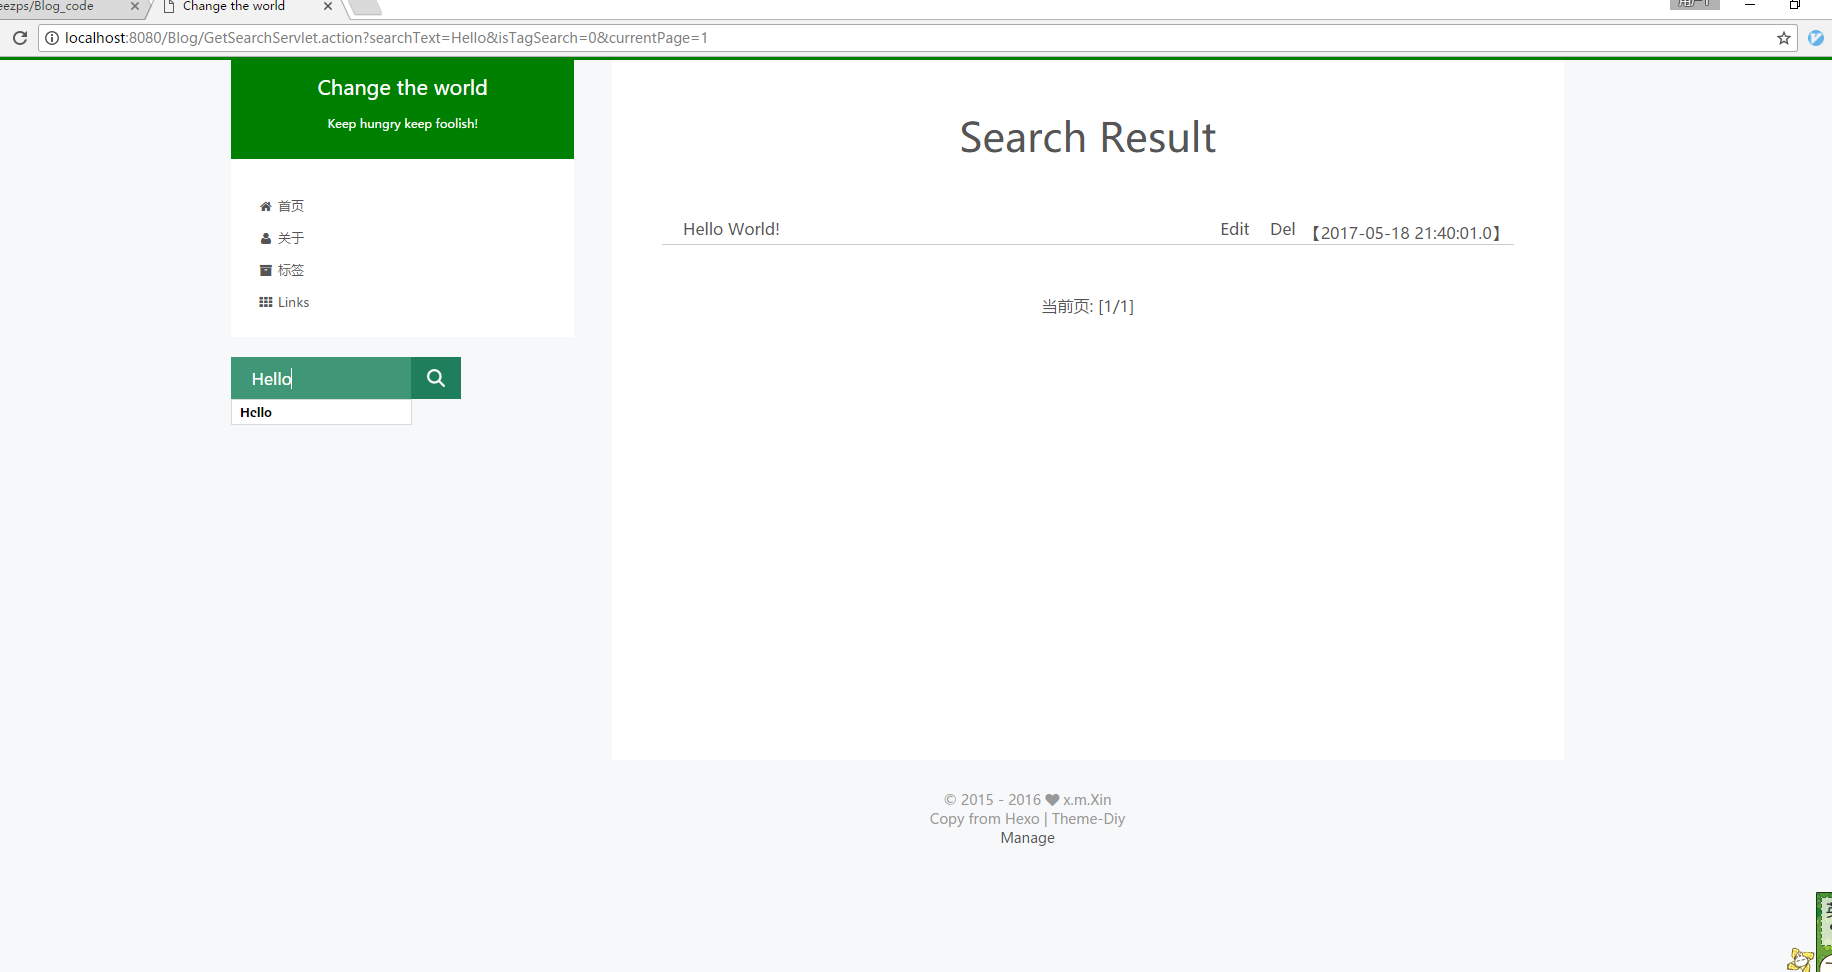 eezps/Blog_code
Change the world
localhost:8080/Blog/GetSearchServlet.action?searchText=Hello&isTagSearch=0&currentPage=1
Change the world
Keep hungry keep foolish!
首页
关于
标签
Links
Hello
Hello
Search Result
Hello World! Edit Del 【2017-05-18 21:40:01.0】
当前页: [1/1]
© 2015 - 2016 x.m.Xin
Copy from Hexo | Theme-Diy
Manage